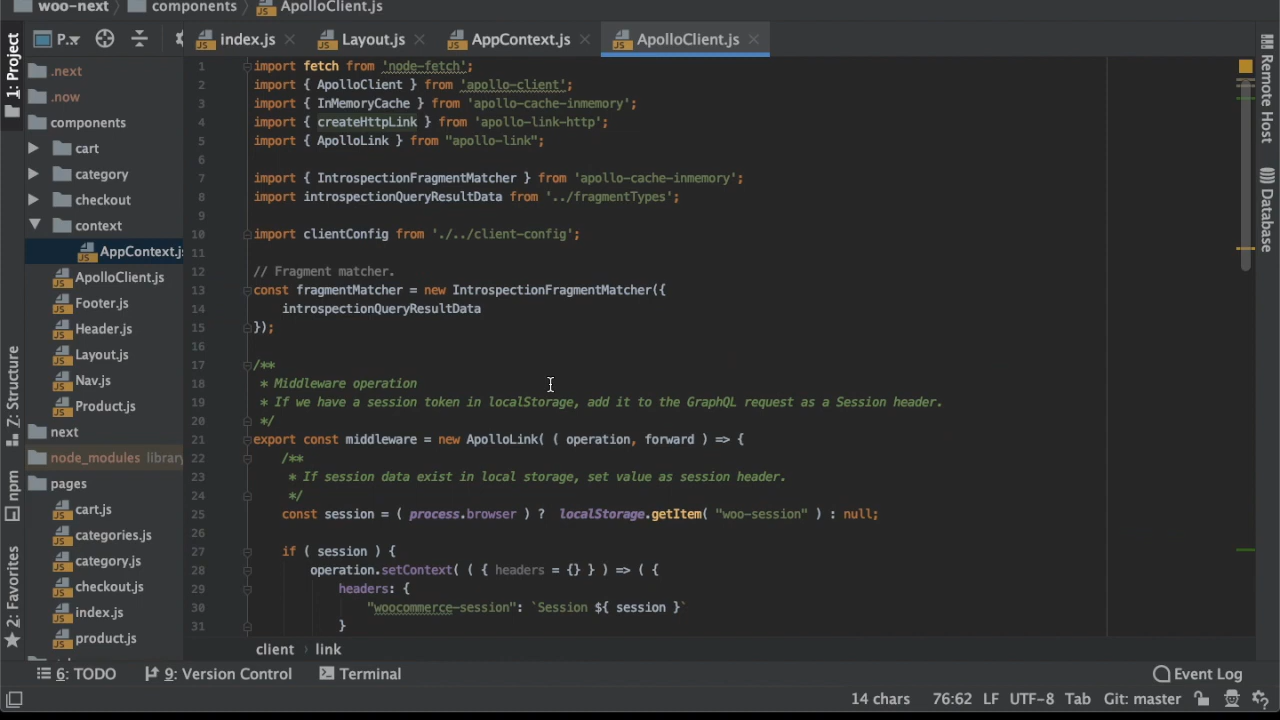 woo-next components ApolloClient.js
1: Project
P...
index.js
Layout.js
AppContext.js
ApolloClient.js
.next
.now
components
cart
category
checkout
context
AppContext.js
ApolloClient.js
Footer.js
Header.js
Layout.js
Nav.js
Product.js
next
node_modules library
pages
cart.js
categories.js
category.js
checkout.js
index.js
product.js
Z: Structure
npm
2: Favorites
1 import fetch from 'node-fetch';
2 import { ApolloClient } from 'apollo-client';
3 import { InMemoryCache } from 'apollo-cache-inmemory';
4 import { createHttpLink } from 'apollo-link-http';
5 import { ApolloLink } from "apollo-link";
6
7 import { IntrospectionFragmentMatcher } from 'apollo-cache-inmemory';
8 import introspectionQueryResultData from '../fragmentTypes';
9
10 import clientConfig from './../client-config';
11
12 // Fragment matcher.
13 const fragmentMatcher = new IntrospectionFragmentMatcher({
14 introspectionQueryResultData
15 });
16
17 /**
18 * Middleware operation
19 * If we have a session token in localStorage, add it to the GraphQL request as a Session header.
20 */
21 export const middleware = new ApolloLink( ( operation, forward ) => {
22 /**
23 * If session data exist in local storage, set value as session header.
24 */
25 const session = ( process.browser ) ? localStorage.getItem( "woo-session" ) : null;
26
27 if ( session ) {
28 operation.setContext( ( { headers = {} } ) => ( {
29 headers: {
30 "woocommerce-session": `Session ${ session }`
31 }
client › link
Remote Host
Database
6: TODO
9: Version Control
Terminal
Event Log
14 chars 76:62 LF UTF-8 Tab Git: master